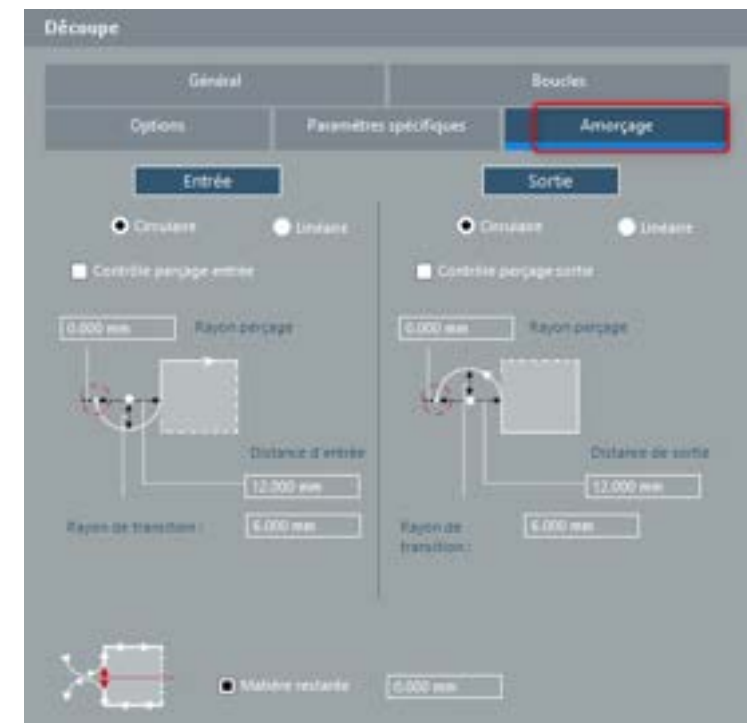 Découpe
Général Boucles
Options Paramètres spécifiques Amorçage
Entrée Sortie
Circulaire Linéaire Circulaire Linéaire
Contrôle perçage entrée Contrôle perçage sortie
0.000 mm Rayon perçage 0.000 mm Rayon perçage
Distance d'entrée Distance de sortie
12.000 mm 12.000 mm
Rayon de transition : 6.000 mm Rayon de transition : 6.000 mm
Matière restante 0.000 mm